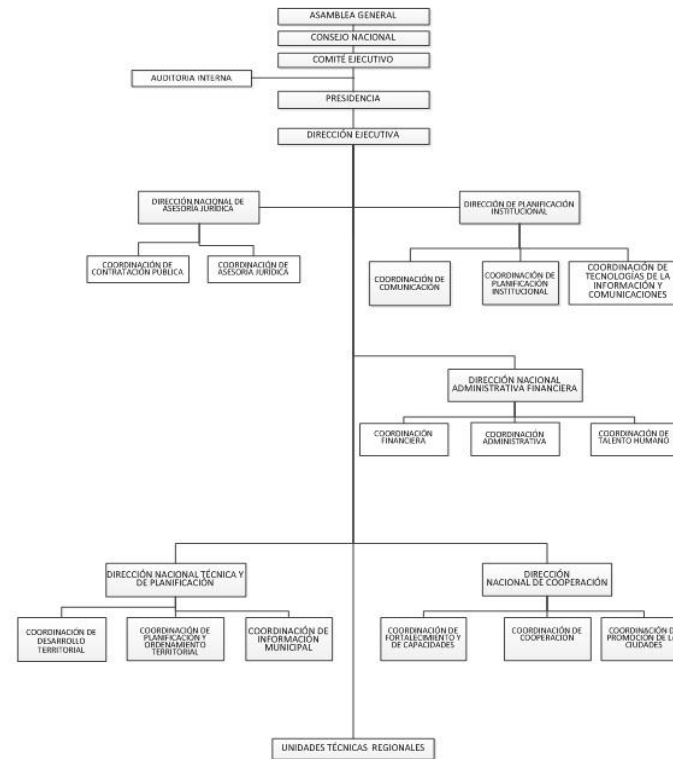 ASAMBLEA GENERAL
CONSEJO NACIONAL
COMITÉ EJECUTIVO
AUDITORIA INTERNA
PRESIDENCIA
DIRECCIÓN EJECUTIVA
DIRECCIÓN NACIONAL DE
ASESORÍA JURÍDICA
DIRECCIÓN DE PLANIFICACIÓN
INSTITUCIONAL
COORDINACIÓN DE
CONTRATACIÓN PÚBLICA
COORDINACIÓN DE
ASESORIA JURÍDICA
COORDINACIÓN DE
COMUNICACIÓN
COORDINACIÓN DE
PLANIFICACIÓN
INSTITUCIONAL
COORDINACIÓN DE
TECNOLOGÍAS DE LA
INFORMACIÓN Y
COMUNICACIONES
DIRECCIÓN NACIONAL
ADMINISTRATIVA FINANCIERA
COORDINACIÓN
FINANCIERA
COORDINACIÓN
ADMINISTRATIVA
COORDINACIÓN DE
TALENTO HUMANO
DIRECCIÓN NACIONAL TÉCNICA Y
DE PLANIFICACIÓN
DIRECCIÓN
NACIONAL DE COOPERACIÓN
COORDINACIÓN DE
DESARROLLO
TERRITORIAL
COORDINACIÓN DE
PLANIFICACIÓN Y
ORDENAMIENTO
TERRITORIAL
COORDINACIÓN DE
INFORMACIÓN
MUNICIPAL
COORDINACIÓN DE
FORTALECIMIENTO Y
DE CAPACIDADES
COORDINACIÓN DE
COOPERACIÓN
COORDINACIÓN
PROMOCIÓN DE
CIUDADES
UNIDADES TÉCNICAS REGIONALES